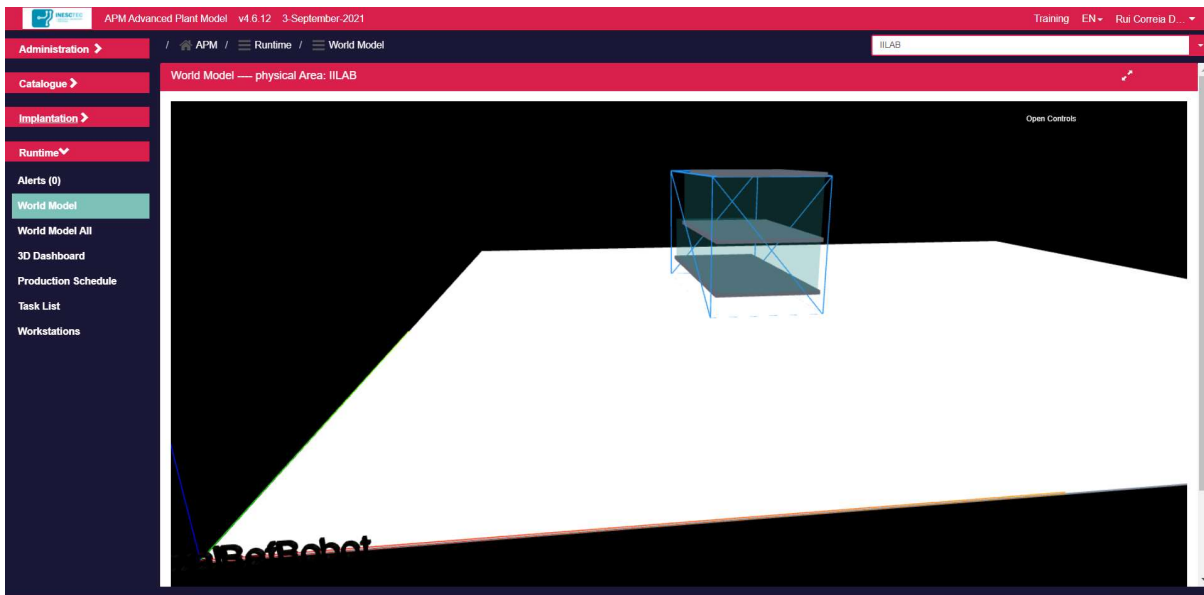 INESCTEC
APM Advanced Plant Model v4.6.12 3-September-2021
Training EN Rui Correia D...
/ APM / Runtime / World Model
IILAB
Administration
Catalogue
Implantation
Runtime
Alerts (0)
World Model
World Model All
3D Dashboard
Production Schedule
Task List
Workstations
World Model ---- physical Area: IILAB
Open Controls